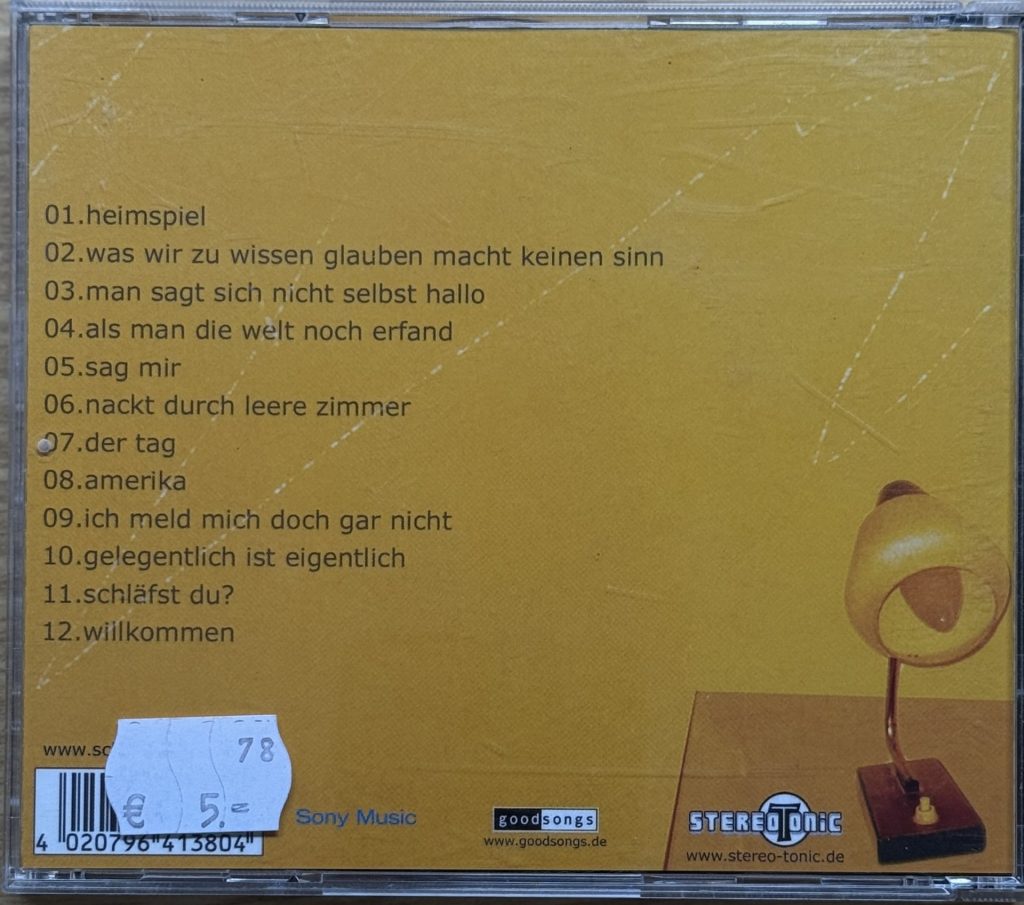 01.heimspiel
02.was wir zu wissen glauben macht keinen sinn
03.man sagt sich nicht selbst hallo
04.als man die welt noch erfand
05.sag mir
06.nackt durch leere zimmer
07.der tag
08.amerika
09.ich meld mich doch gar nicht
10.gelegentlich ist eigentlich
11.schläfst du?
12.willkommen
78
€ 5.-
4 020796 413804
Sony Music
goodsongs
www.goodsongs.de
STEREOTONIC
www.stereo-tonic.de